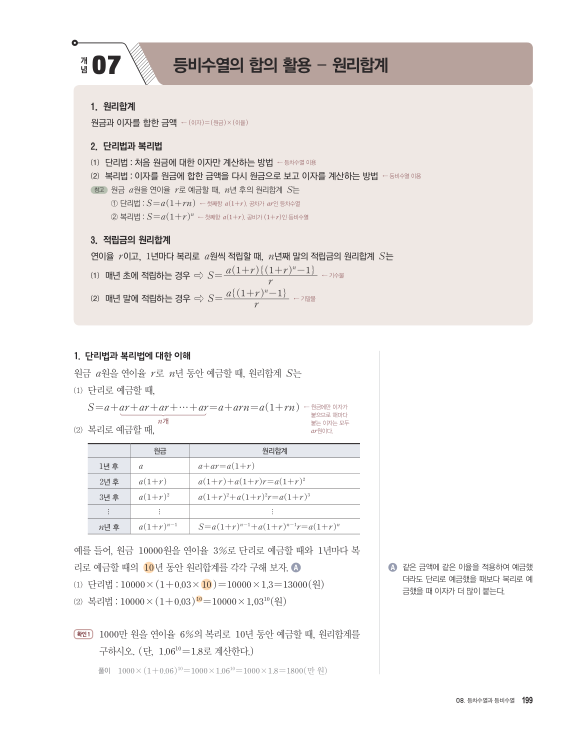 개념 07 등비수열의 합의 활용 – 원리합계
1. 원리합계
원금과 이자를 합한 금액 ← (이자)=(원금)×(이율)
2. 단리법과 복리법
⑴ 단리법 : 처음 원금에 대한 이자만 계산하는 방법 ← 등차수열 이용
⑵ 복리법 : 이자를 원금에 합한 금액을 다시 원금으로 보고 이자를 계산하는 방법 ← 등비수열 이용
참고 원금 a원을 연이율 r로 예금할 때, n년 후의 원리합계 S는
① 단리법 : S=a(1+rn) ← 첫째항 a(1+r), 공차가 ar인 등차수열
② 복리법 : S=a(1+r)ⁿ ← 첫째항 a(1+r), 공비가 (1+r)인 등비수열
3. 적립금의 원리합계
연이율 r이고, 1년마다 복리로 a원씩 적립할 때, n년째 말의 적립금의 원리합계 S는
⑴ 매년 초에 적립하는 경우 ⇨ S= a(1+r){(1+r)ⁿ−1} / r ← 기수불
⑵ 매년 말에 적립하는 경우 ⇨ S= a{(1+r)ⁿ−1} / r ← 기말불
1. 단리법과 복리법에 대한 이해
원금 a원을 연이율 r로 n년 동안 예금할 때, 원리합계 S는
⑴ 단리로 예금할 때,
S=a+ar+ar+ar+⋯+ar=a+arn=a(1+rn) ← 원금에만 이자가
n개
붙으므로 해마다
붙는 이자는 모두
ar원이다.
⑵ 복리로 예금할 때,
원금 원리합계
1년 후 a a+ar=a(1+r)
2년 후 a(1+r) a(1+r)+a(1+r)r=a(1+r)²
3년 후 a(1+r)² a(1+r)²+a(1+r)²r=a(1+r)³
⋮ ⋮ ⋮
n년 후 a(1+r)ⁿ⁻¹ S=a(1+r)ⁿ⁻¹+a(1+r)ⁿ⁻¹r=a(1+r)ⁿ
예를 들어, 원금 10000원을 연이율 3%로 단리로 예금할 때와 1년마다 복
리로 예금할 때의 10년 동안 원리합계를 각각 구해 보자. A
⑴ 단리법 : 10000×(1+0.03×10)=10000×1.3=13000(원)
⑵ 복리법 : 10000×(1+0.03)¹⁰=10000×1.03¹⁰(원)
A 같은 금액에 같은 이율을 적용하여 예금했
더라도 단리로 예금했을 때보다 복리로 예
금했을 때 이자가 더 많이 붙는다.
확인 1 1000만 원을 연이율 6%의 복리로 10년 동안 예금할 때, 원리합계를
구하시오. (단, 1.06¹⁰=1.8로 계산한다.)
풀이 1000×(1+0.06)¹⁰=1000×1.06¹⁰=1000×1.8=1800(만 원)
08. 등차수열과 등비수열 199